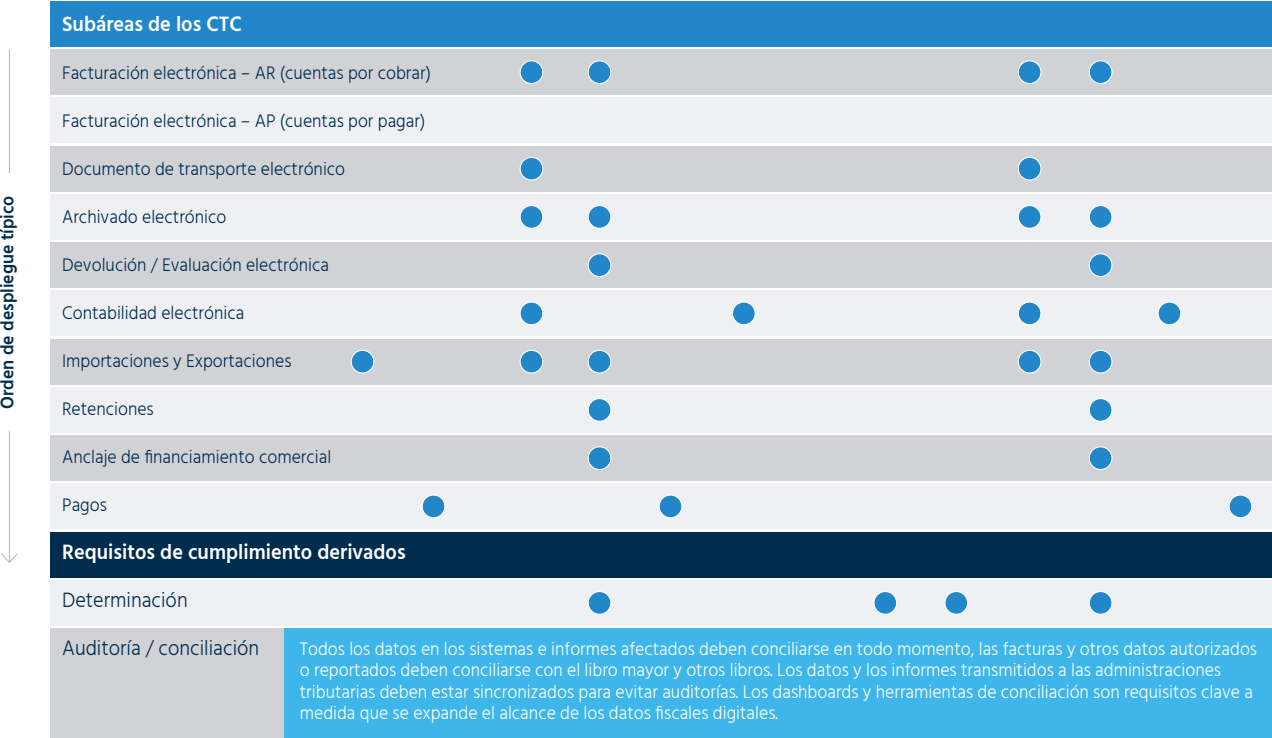 Subáreas de los CTC
Facturación electrónica – AR (cuentas por cobrar)
Facturación electrónica – AP (cuentas por pagar)
Documento de transporte electrónico
Archivado electrónico
Devolución / Evaluación electrónica
Contabilidad electrónica
Importaciones y Exportaciones
Retenciones
Anclaje de financiamiento comercial
Pagos
Orden de despliegue típico
Requisitos de cumplimiento derivados
Determinación
Auditoría / conciliación
Todos los datos en los sistemas e informes afectados deben conciliarse en todo momento, las facturas y otros datos autorizados
o reportados deben conciliarse con el libro mayor y otros libros. Los datos y los informes transmitidos a las administraciones
tributarias deben estar sincronizados para evitar auditorías. Los dashboards y herramientas de conciliación son requisitos clave a
medida que se expande el alcance de los datos fiscales digitales.